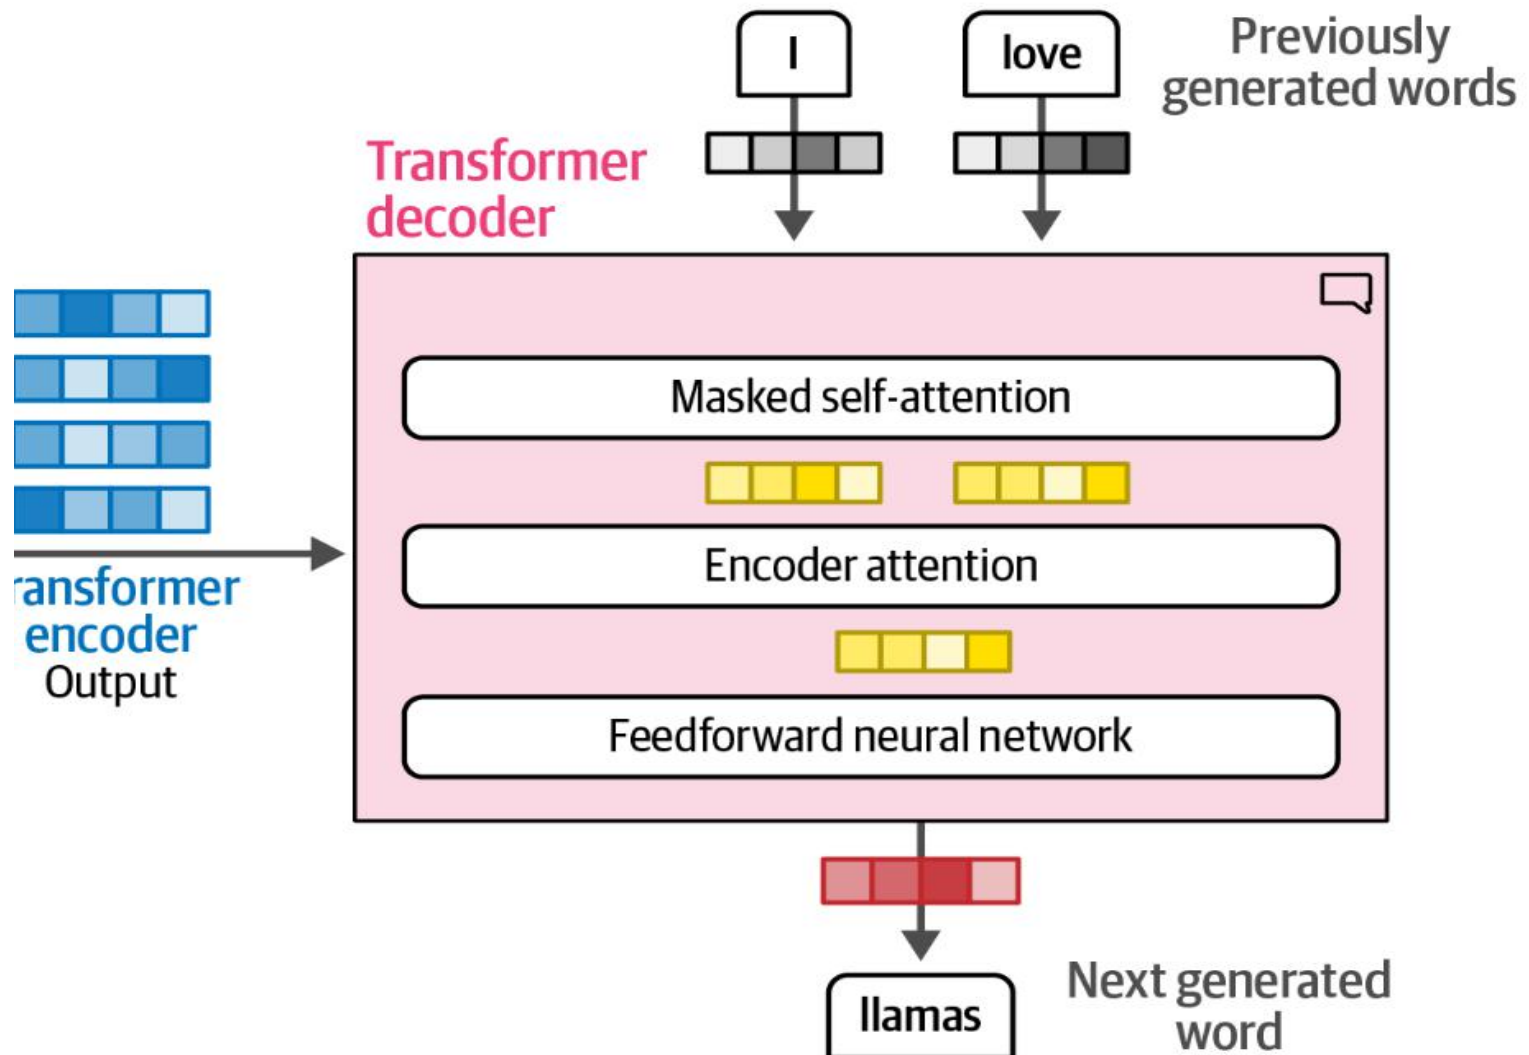 I
love
Previously
generated words
Transformer
decoder
Masked self-attention
Encoder attention
ransformer
encoder
Output
Feedforward neural network
llamas
Next generated
word